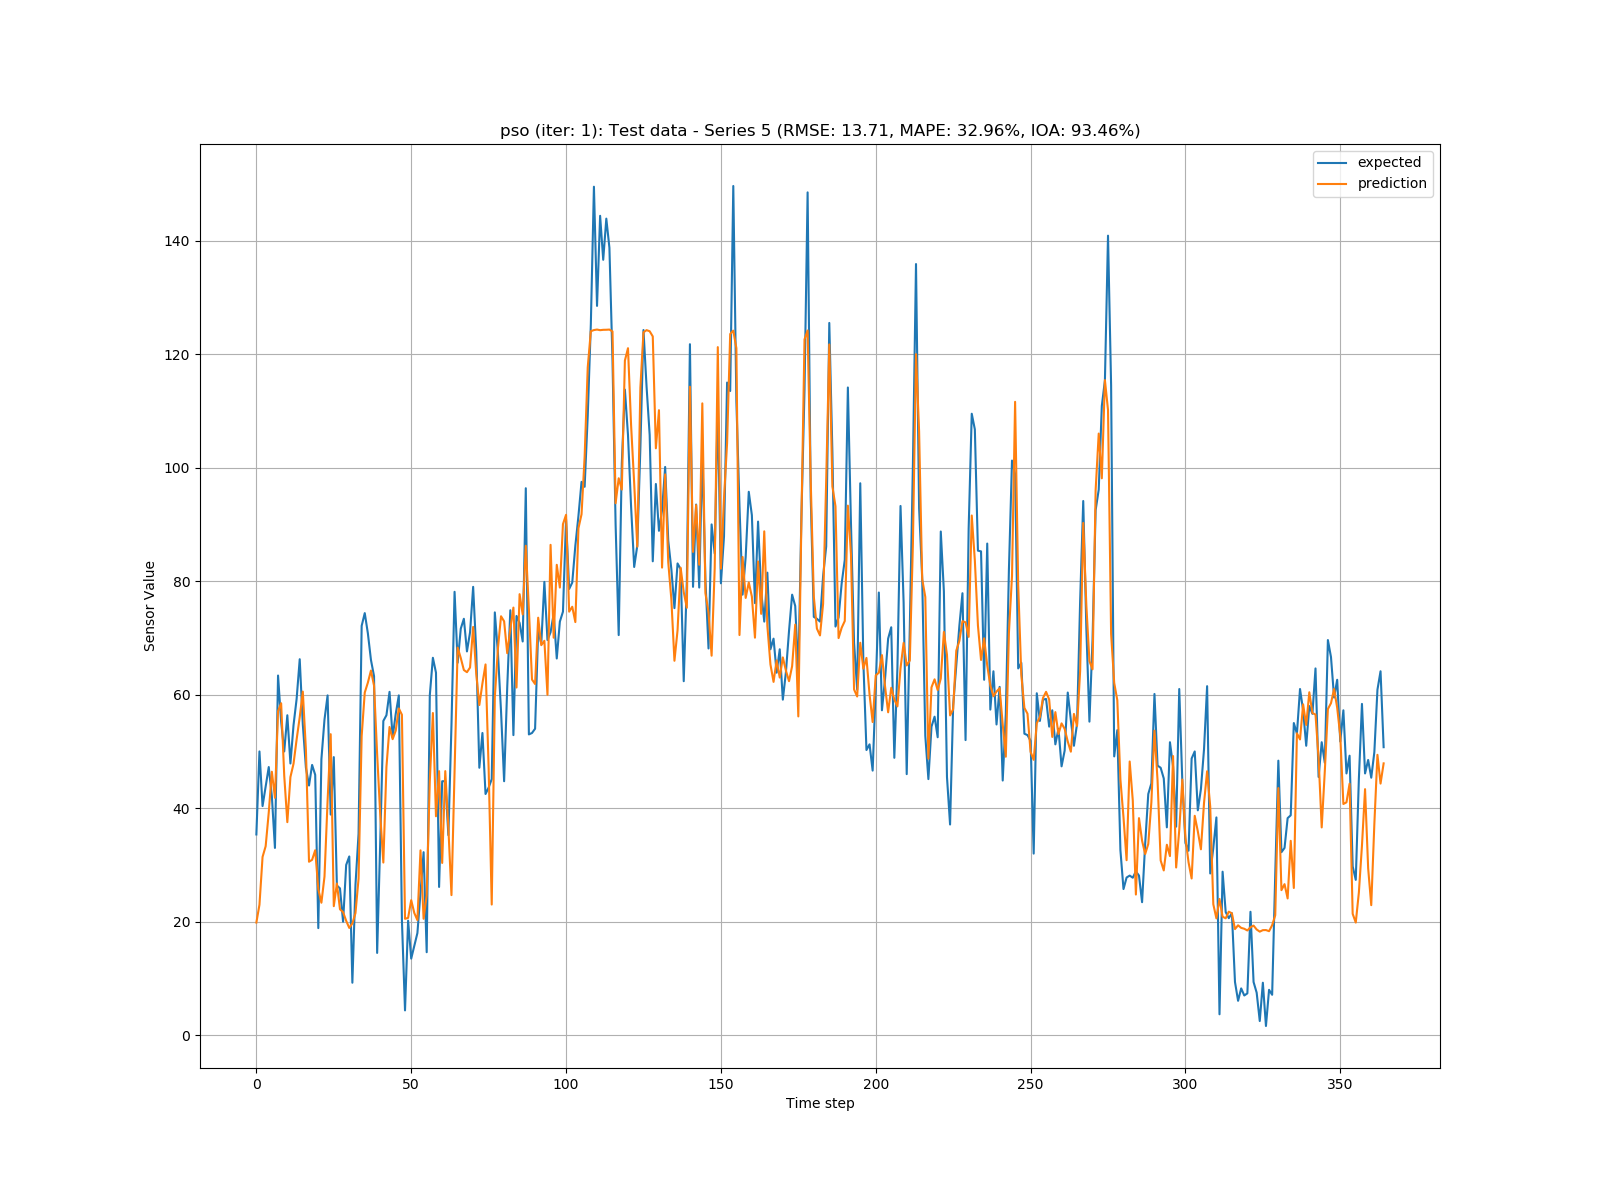 pso (iter: 1): Test data - Series 5 (RMSE: 13.71, MAPE: 32.96%, IOA: 93.46%)
expected
prediction
140
120
100
80
60
40
20
0
Sensor Value
0 50 100 150 200 250 300 350
Time step